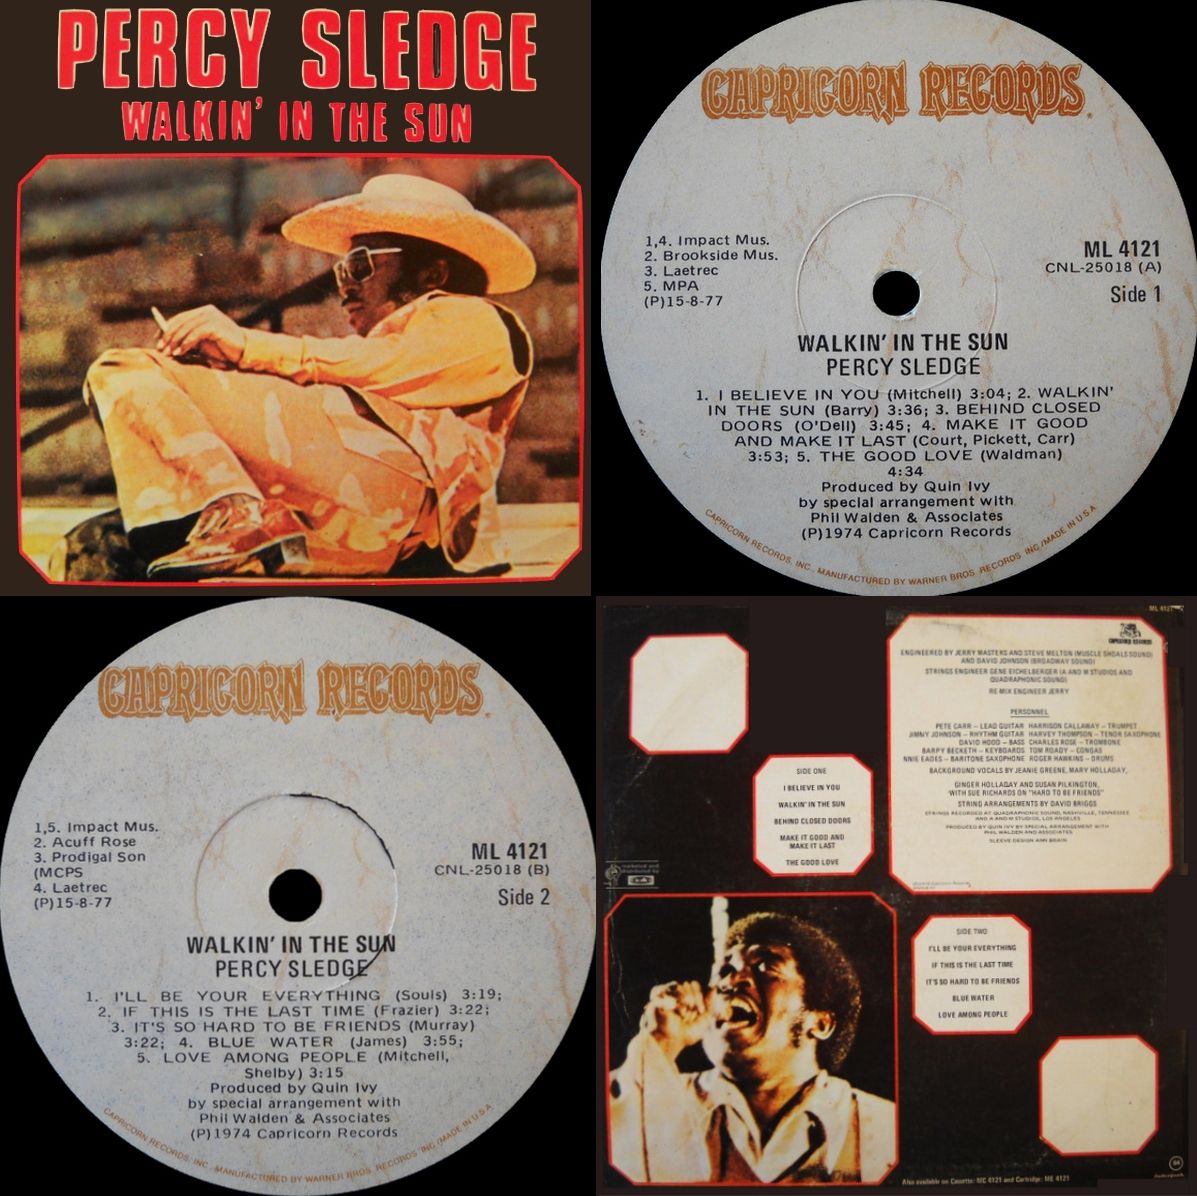 PERCY SLEDGE
WALKIN' IN THE SUN
CAPRICORN RECORDS
1,4. Impact Mus.
2. Brookside Mus.
3. Laetrec
5. MPA
(P)15-8-77
ML 4121
CNL-25018 (A)
Side 1
WALKIN' IN THE SUN
PERCY SLEDGE
1. I BELIEVE IN YOU (Mitchell) 3:04; 2. WALKIN'
IN THE SUN (Barry) 3:36; 3. BEHIND CLOSED
DOORS (O'Dell) 3:45; 4. MAKE IT GOOD
AND MAKE IT LAST (Court, Pickett, Carr)
3:53; 5. THE GOOD LOVE (Waldman)
4:34
Produced by Quin Ivy
by special arrangement with
Phil Walden & Associates
(P)1974 Capricorn Records
CAPRICORN RECORDS, INC - MANUFACTURED BY WARNER BROS. RECORDS INC./MADE IN U.S.A
CAPRICORN RECORDS
1,5. Impact Mus.
2. Acuff Rose
3. Prodigal Son
(MCPS
4. Laetrec
(P)15-8-77
ML 4121
CNL-25018 (B)
Side 2
WALKIN' IN THE SUN
PERCY SLEDGE
1. I'LL BE YOUR EVERYTHING (Souls) 3:19;
2. IF THIS IS THE LAST TIME (Frazier) 3:22;
3. IT'S SO HARD TO BE FRIENDS (Murray)
3:22; 4. BLUE WATER (James) 3:55;
5. LOVE AMONG PEOPLE (Mitchell,
Shelby) 3:15
Produced by Quin Ivy
by special arrangement with
Phil Walden & Associates
(P)1974 Capricorn Records
CAPRICORN RECORDS, INC - MANUFACTURED BY WARNER BROS. RECORDS INC./MADE IN U.S.A
ML 4121
CAPRICORN RECORDS
ENGINEERED BY JERRY MASTERS AND STEVE MELTON (MUSCLE SHOALS SOUND)
AND DAVID JOHNSON (BROADWAY SOUND)
STRINGS ENGINEER GENE EICHELBERGER (A AND M STUDIOS AND
QUADRAPHONIC SOUND)
RE-MIX ENGINEER JERRY
PERSONNEL
PETE CARR – LEAD GUITAR HARRISON CALLAWAY – TRUMPET
JIMNY JOHNSON – RHYTHM GUITAR HARVEY THOMPSON – TENOR SAXOPHONE
DAVID HOOD – BASS CHARLES ROSE – TROMBONE
BARPY BECKETH – KEYBOARDS TOM ROADY – CONGAS
NNIE EADES – BARITONE SAXOPHONE ROGER HAWKINS – DRUMS
BACKGROUND VOCALS BY JEANIE GREENE, MARY HOLLADAY,
GINGER HOLLADAY AND SUSAN PILKINGTON,
'WITH SUE RICHARDS ON "HARD TO BE FRIENDS"
STRING ARRANGEMENTS BY DAVID BRIGGS
STRINGS RECORDED AT QUADRAPHONIC SOUND, NASHVILLE, TENNESSEE
AND A AND M STUDIOS, LOS ANGELES
PRODUCED BY QUIN IVY BY SPECIAL ARRANGEMENT WITH
PHIL WALDEN AND ASSOCIATES
SLEEVE DESIGN ANN BRAIN
SIDE ONE
I BELIEVE IN YOU
WALKIN' IN THE SUN
BEHIND CLOSED DOORS
MAKE IT GOOD AND
MAKE IT LAST
THE GOOD LOVE
marketed and
distributed by
SIDE TWO
I'LL BE YOUR EVERYTHING
IF THIS IS THE LAST TIME
IT'S SO HARD TO BE FRIENDS
BLUE WATER
LOVE AMONG PEOPLE
Also available on Cassette: MC 4121 and Cartridge: ME 4121